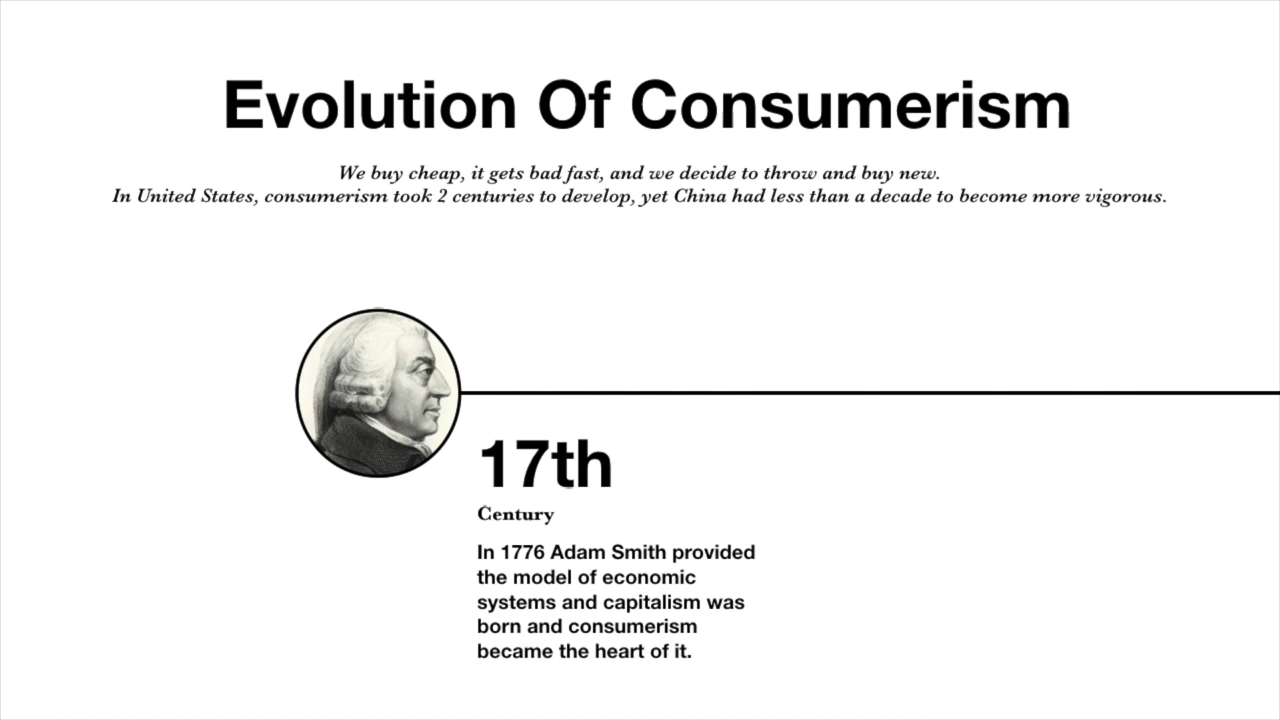 Evolution Of Consumerism
We buy cheap, it gets bad fast, and we decide to throw and buy new.
In United States, consumerism took 2 centuries to develop, yet China had less than a decade to become more vigorous.
17th
Century
In 1776 Adam Smith provided
the model of economic
systems and capitalism was
born and consumerism
became the heart of it.